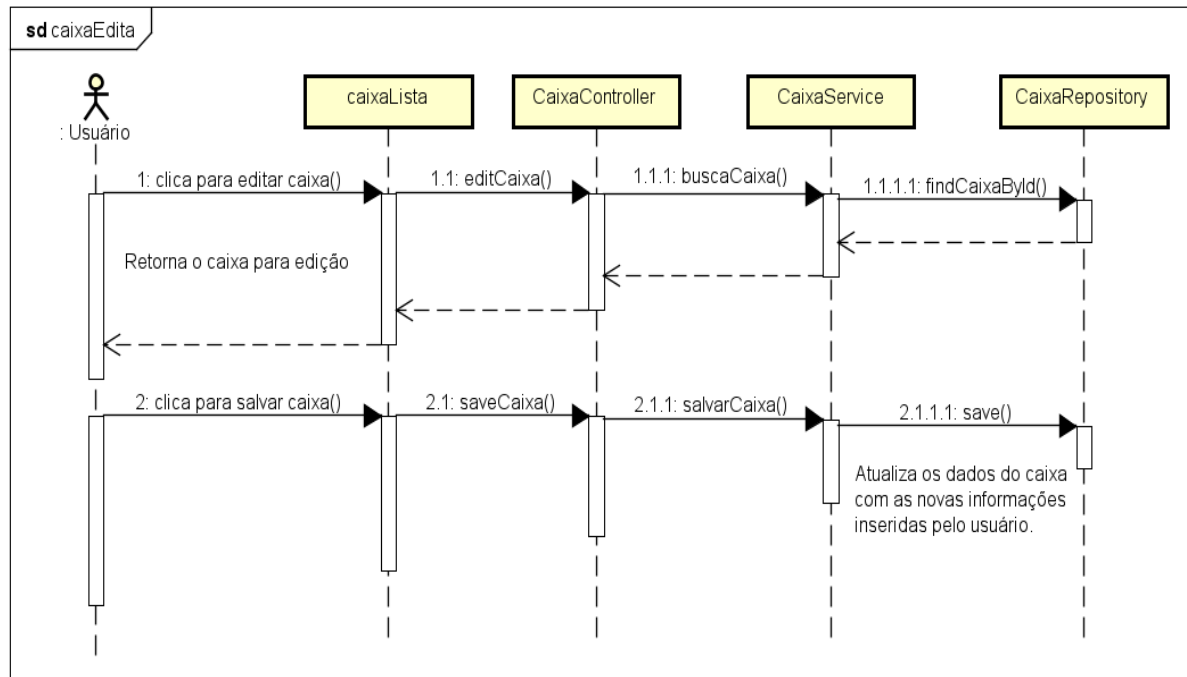 sd caixaEdita
: Usuário
caixaLista
CaixaController
CaixaService
CaixaRepository
1: clica para editar caixa()
1.1: editCaixa()
1.1.1: buscaCaixa()
1.1.1.1: findCaixaById()
Retorna o caixa para edição
2: clica para salvar caixa()
2.1: saveCaixa()
2.1.1: salvarCaixa()
2.1.1.1: save()
Atualiza os dados do caixa
com as novas informações
inseridas pelo usuário.